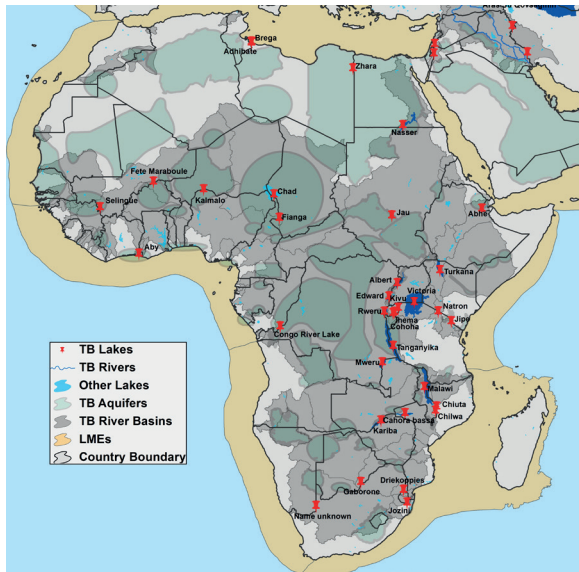 Brega
Adhibate
Zhara
Nasser
Fete Maraboule
Selingue
Kalmalo
Chad
Fianga
Jau
Abhe
Aby
Turkana
Albert
Victoria
Edward
Kivu
Natron
Rweru
Ihema
Jipe
Cohoha
Congo River Lake
Tanganyika
Mweru
Malawi
Chiuta
Chilwa
Cahora bassa
Kariba
Driekoppies
Gaborone
Jozini
Name unknown
TB Lakes
TB Rivers
Other Lakes
TB Aquifers
TB River Basins
LMEs
Country Boundary